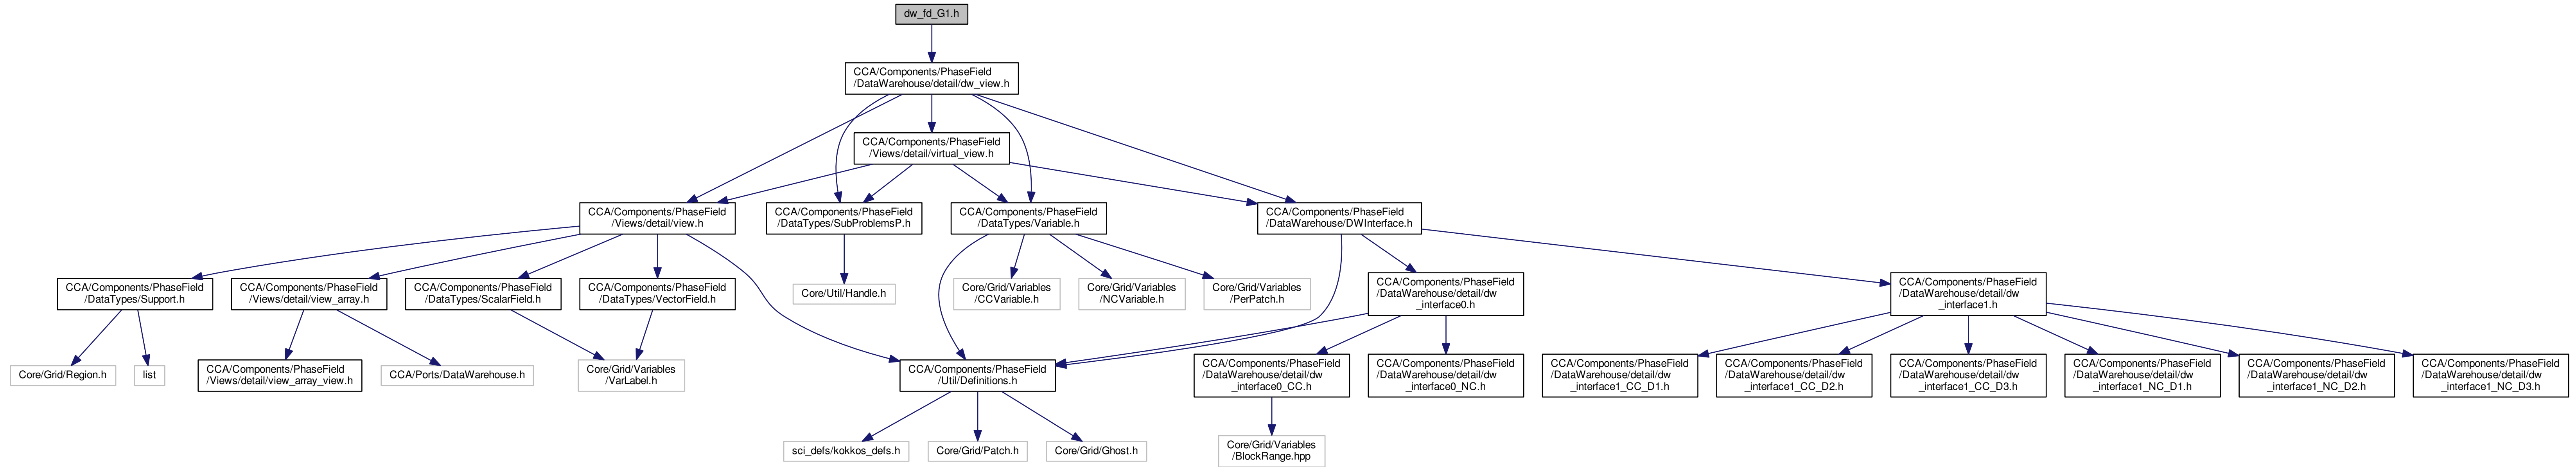 dw_fd_G1.h
CCA/Components/PhaseField
/DataWarehouse/detail/dw_view.h
CCA/Components/PhaseField
/Views/detail/virtual_view.h
CCA/Components/PhaseField
/Views/detail/view.h
CCA/Components/PhaseField
/DataTypes/SubProblemsP.h
CCA/Components/PhaseField
/DataTypes/Variable.h
CCA/Components/PhaseField
/DataWarehouse/DWInterface.h
CCA/Components/PhaseField
/DataTypes/Support.h
CCA/Components/PhaseField
/Views/detail/view_array.h
CCA/Components/PhaseField
/DataTypes/ScalarField.h
CCA/Components/PhaseField
/DataTypes/VectorField.h
Core/Util/Handle.h
Core/Grid/Variables
/CCVariable.h
Core/Grid/Variables
/NCVariable.h
Core/Grid/Variables
/PerPatch.h
CCA/Components/PhaseField
/DataWarehouse/detail/dw
_interface0.h
CCA/Components/PhaseField
/DataWarehouse/detail/dw
_interface1.h
Core/Grid/Region.h
list
CCA/Components/PhaseField
/Views/detail/view_array_view.h
CCA/Ports/DataWarehouse.h
Core/Grid/Variables
/VarLabel.h
CCA/Components/PhaseField
/Util/Definitions.h
CCA/Components/PhaseField
/DataWarehouse/detail/dw
_interface0_CC.h
CCA/Components/PhaseField
/DataWarehouse/detail/dw
_interface0_NC.h
CCA/Components/PhaseField
/DataWarehouse/detail/dw
_interface1_CC_D1.h
CCA/Components/PhaseField
/DataWarehouse/detail/dw
_interface1_CC_D2.h
CCA/Components/PhaseField
/DataWarehouse/detail/dw
_interface1_CC_D3.h
CCA/Components/PhaseField
/DataWarehouse/detail/dw
_interface1_NC_D1.h
CCA/Components/PhaseField
/DataWarehouse/detail/dw
_interface1_NC_D2.h
CCA/Components/PhaseField
/DataWarehouse/detail/dw
_interface1_NC_D3.h
sci_defs/kokkos_defs.h
Core/Grid/Patch.h
Core/Grid/Ghost.h
Core/Grid/Variables
/BlockRange.hpp